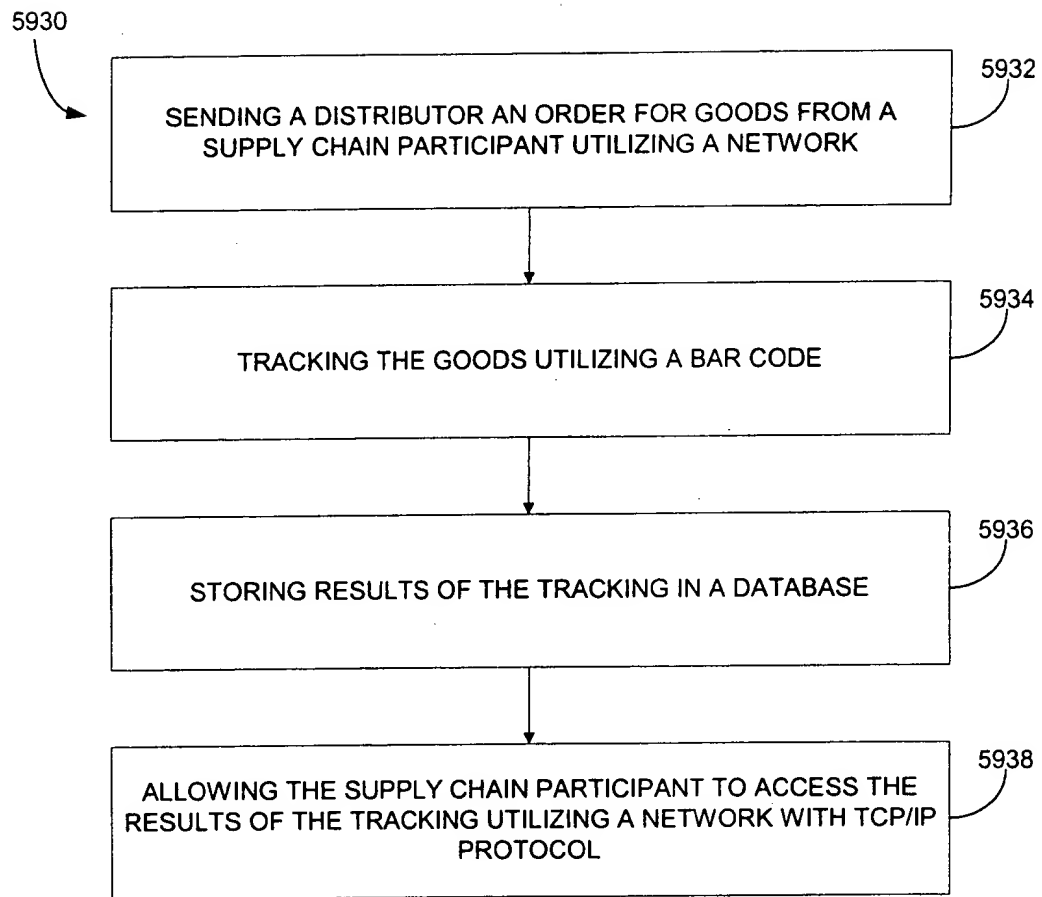 5930
5932
SENDING A DISTRIBUTOR AN ORDER FOR GOODS FROM A
SUPPLY CHAIN PARTICIPANT UTILIZING A NETWORK
5934
TRACKING THE GOODS UTILIZING A BAR CODE
5936
STORING RESULTS OF THE TRACKING IN A DATABASE
5938
ALLOWING THE SUPPLY CHAIN PARTICIPANT TO ACCESS THE
RESULTS OF THE TRACKING UTILIZING A NETWORK WITH TCP/IP
PROTOCOL